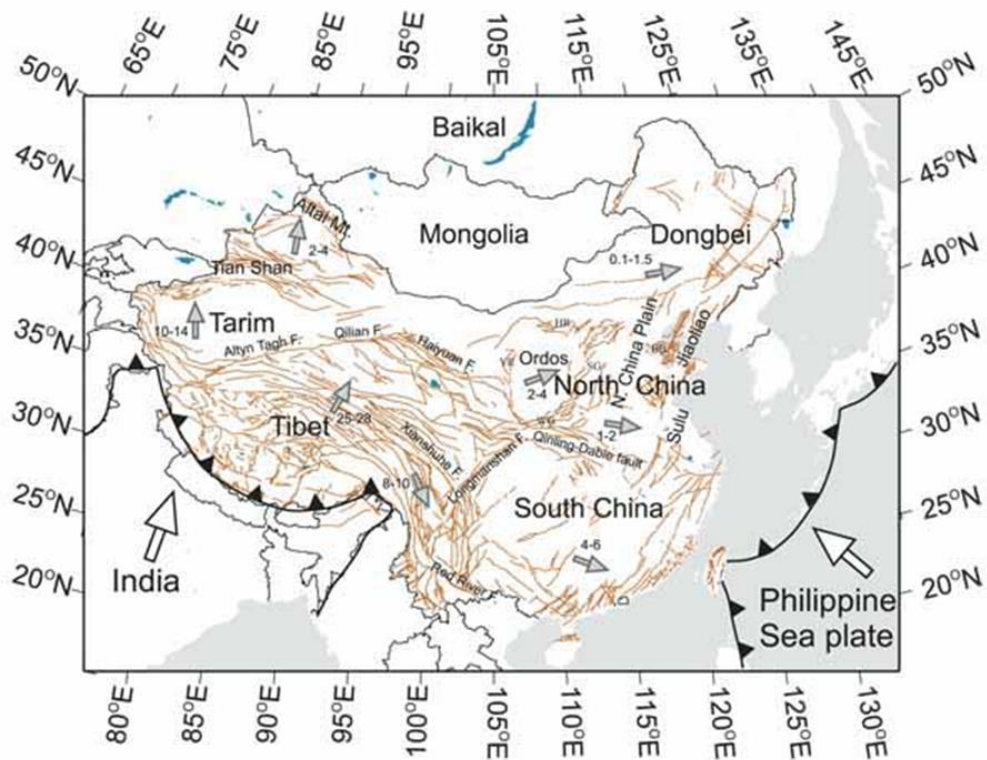 65°E 75°E 85°E 95°E 105°E 115°E 125°E 135°E 145°E
50°N 50°N
Baikal
45°N 45°N
Altai Mt.
2-4
Mongolia
Dongbei
0.1-1.5
40°N 40°N
Tian Shan
10-14
Tarim
Altyn Tagh F.
Qilian F.
Haiyuan F.
Ordos
2-4
N. China Plain
Jiaoliao
35°N 35°N
North China
1-2
Sulu
25-28
Tibet
Xianshuihe F.
Longmanshan F.
Qinling-Dabie fault
30°N 30°N
8-10
South China
25°N 25°N
4-6
India
Red River
20°N 20°N
Philippine
Sea plate
80°E 85°E 90°E 95°E 100°E 105°E 110°E 115°E 120°E 125°E 130°E